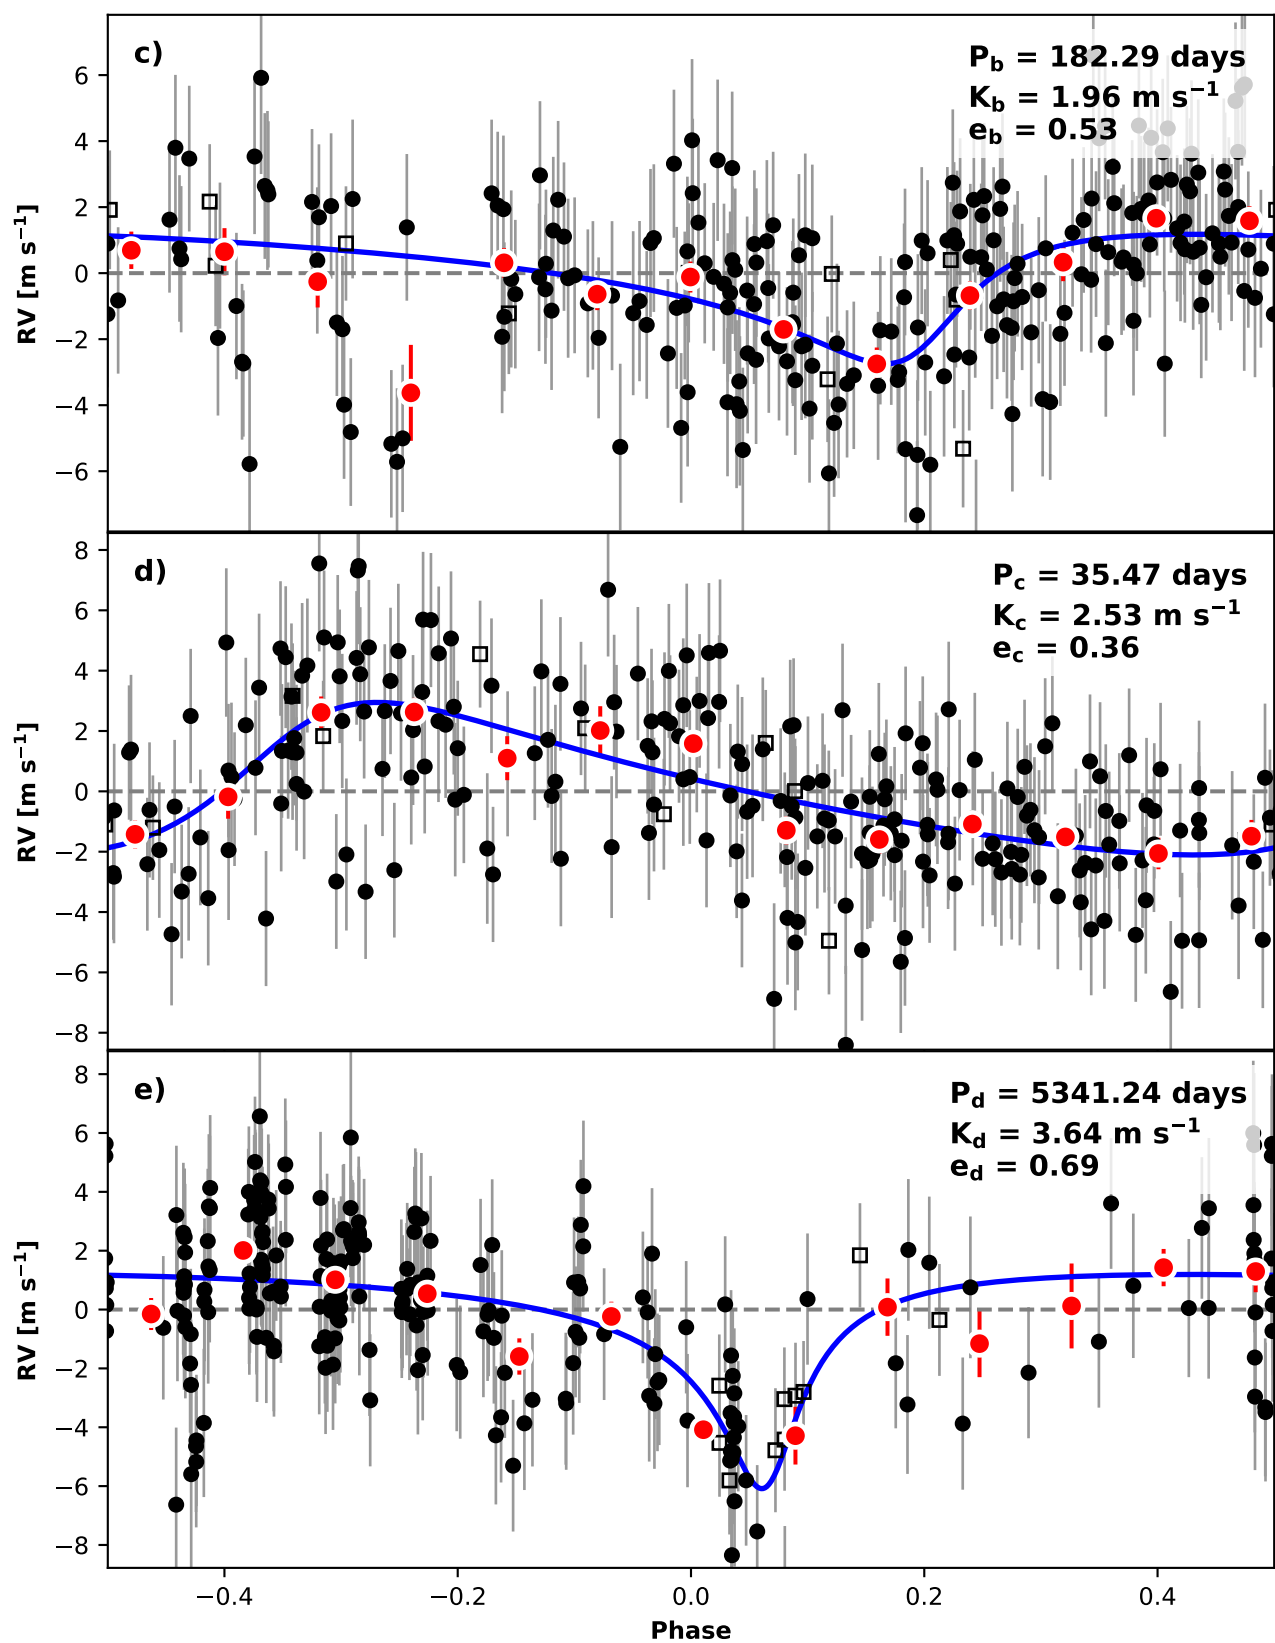 c)
P_b = 182.29 days
K_b = 1.96 m s⁻¹
e_b = 0.53
6
4
2
0
−2
−4
−6
RV [m s⁻¹]
d)
P_c = 35.47 days
K_c = 2.53 m s⁻¹
e_c = 0.36
8
6
4
2
0
−2
−4
−6
−8
RV [m s⁻¹]
e)
P_d = 5341.24 days
K_d = 3.64 m s⁻¹
e_d = 0.69
8
6
4
2
0
−2
−4
−6
−8
RV [m s⁻¹]
−0.4 −0.2 0.0 0.2 0.4
Phase